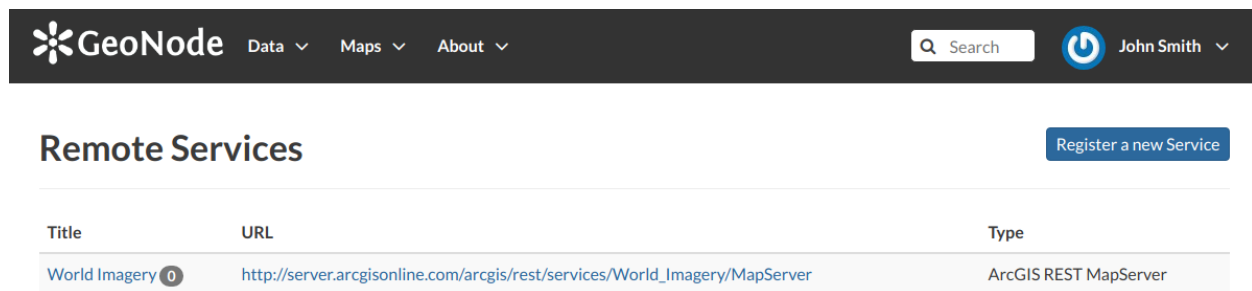 GeoNode Data Maps About Search John Smith
Remote Services Register a new Service
Title URL Type
World Imagery 0 http://server.arcgisonline.com/arcgis/rest/services/World_Imagery/MapServer ArcGIS REST MapServer